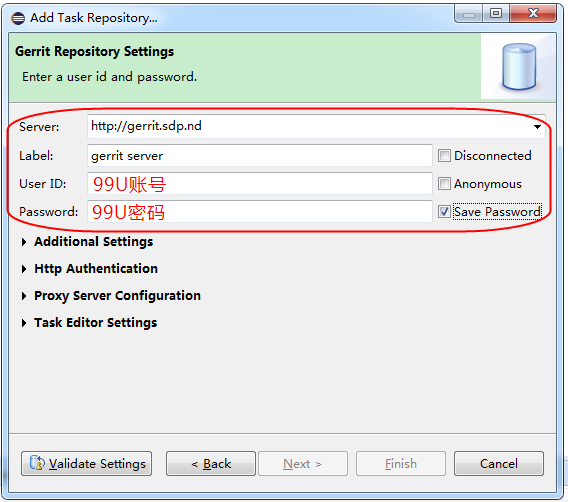 Add Task Repository...
Gerrit Repository Settings
Enter a user id and password.
Server: http://gerrit.sdp.nd
Label: gerrit server Disconnected
User ID: 99U账号 Anonymous
Password: 99U密码 Save Password
Additional Settings
Http Authentication
Proxy Server Configuration
Task Editor Settings
Validate Settings < Back Next > Finish Cancel